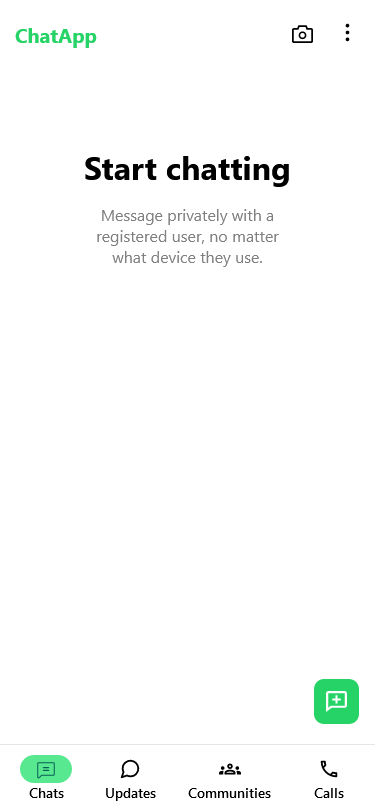 ChatApp
Start chatting
Message privately with a
registered user, no matter
what device they use.
Chats
Updates
Communities
Calls